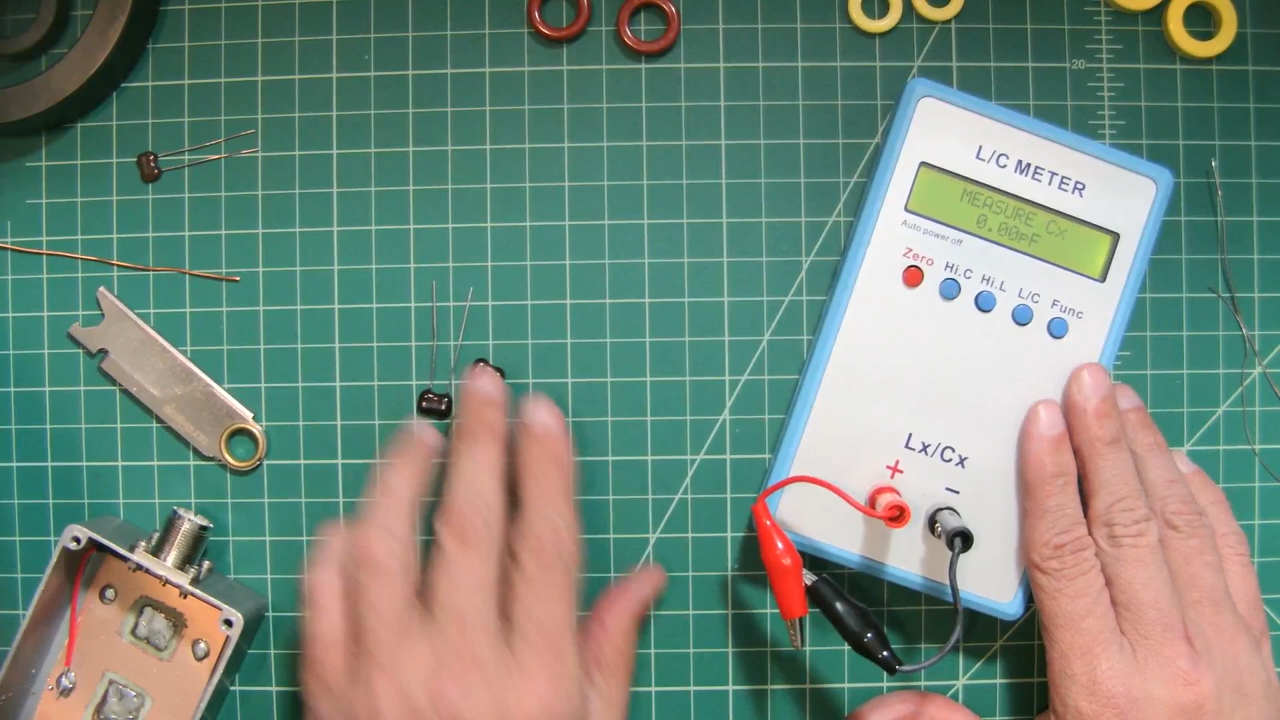 20
L/C METER
MEASURE Cx
0.00pF
Auto power off
Zero Hi.C Hi.L L/C Func
Lx/Cx
+ −